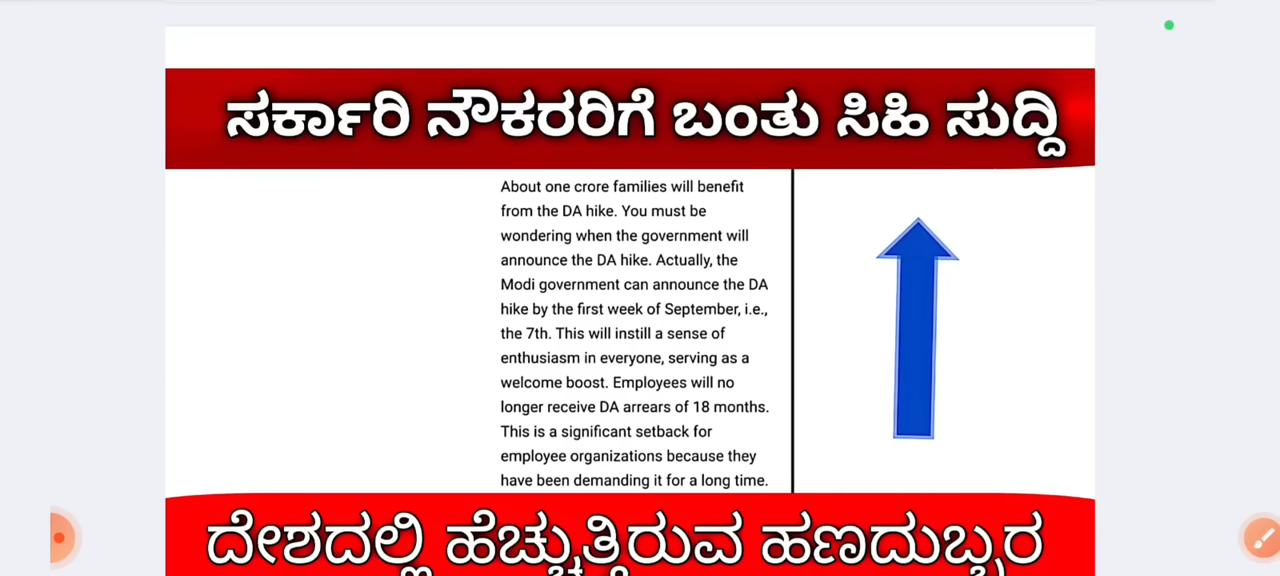 ಸರ್ಕಾರಿ ನೌಕರರಿಗೆ ಬಂತು ಸಿಹಿ ಸುದ್ದಿ
About one crore families will benefit
from the DA hike. You must be
wondering when the government will
announce the DA hike. Actually, the
Modi government can announce the DA
hike by the first week of September, i.e.,
the 7th. This will instill a sense of
enthusiasm in everyone, serving as a
welcome boost. Employees will no
longer receive DA arrears of 18 months.
This is a significant setback for
employee organizations because they
have been demanding it for a long time.
ದೇಶದಲ್ಲಿ ಹೆಚ್ಚುತ್ತಿರುವ ಹಣದುಬ್ಬರ